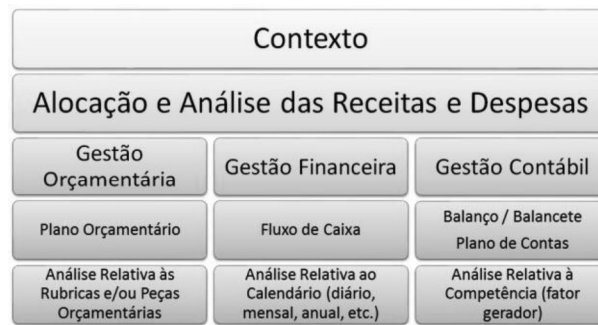 Contexto
Alocação e Análise das Receitas e Despesas
Gestão
Orçamentária
Gestão Financeira
Gestão Contábil
Plano Orçamentário
Fluxo de Caixa
Balanço / Balancete
Plano de Contas
Análise Relativa às
Rubricas e/ou Peças
Orçamentárias
Análise Relativa ao
Calendário (diário,
mensal, anual, etc.)
Análise Relativa à
Competência (fator
gerador)